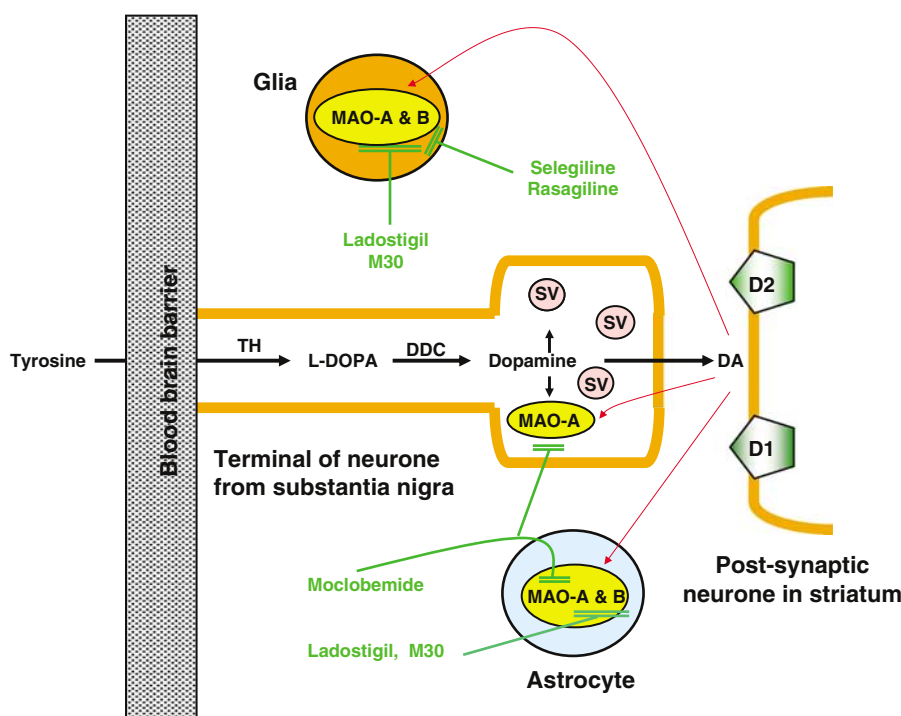 Glia
MAO-A & B
Selegiline
Rasagiline
Ladostigil
M30
Blood brain barrier
D2
SV
SV
TH
DDC
Tyrosine
L-DOPA
Dopamine
DA
SV
MAO-A
D1
Terminal of neurone
from substantia nigra
Post-synaptic
neurone in striatum
Moclobemide
MAO-A & B
Ladostigil, M30
Astrocyte